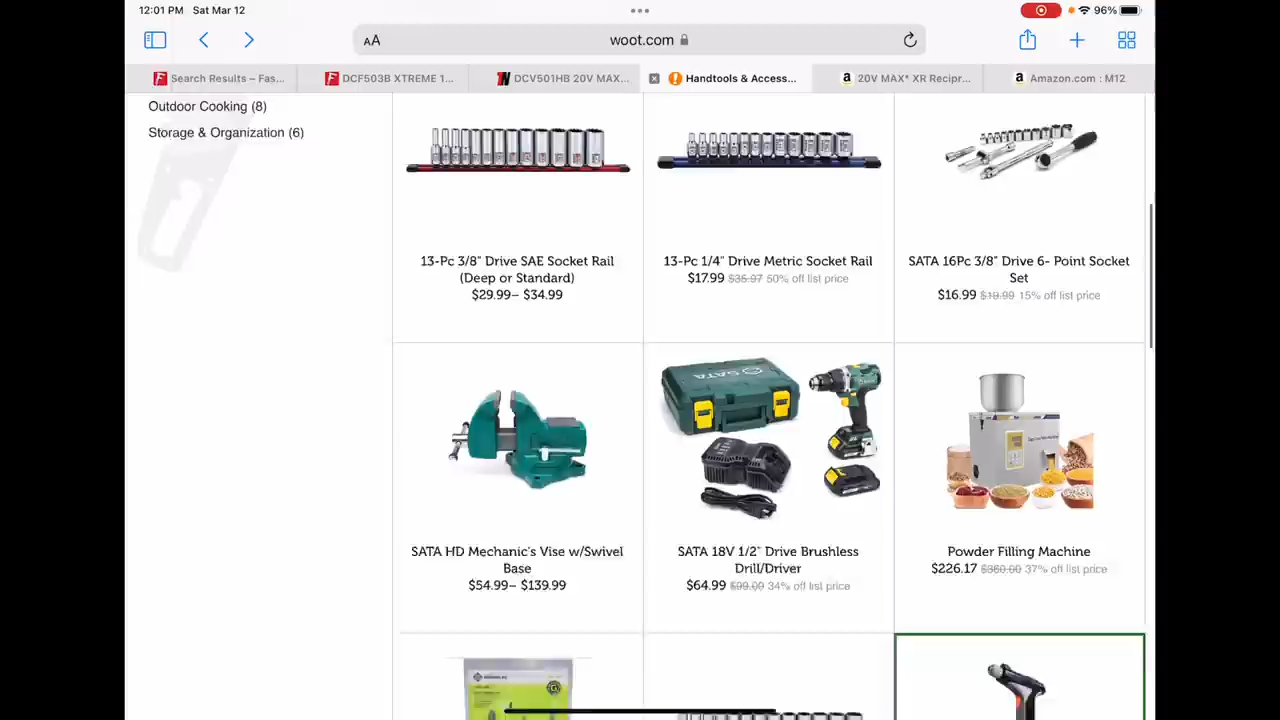 12:01 PM Sat Mar 12
96%
AA
woot.com
Search Results – Fas...
DCF503B XTREME 1...
DCV501HB 20V MAX...
Handtools & Access...
20V MAX* XR Recipr...
Amazon.com : M12
Outdoor Cooking (8)
Storage & Organization (6)
13-Pc 3/8" Drive SAE Socket Rail
(Deep or Standard)
$29.99– $34.99
13-Pc 1/4" Drive Metric Socket Rail
$17.99 $35.97 50% off list price
SATA 16Pc 3/8" Drive 6- Point Socket
Set
$16.99 $19.99 15% off list price
SATA HD Mechanic's Vise w/Swivel
Base
$54.99– $139.99
SATA
SATA 18V 1/2" Drive Brushless
Drill/Driver
$64.99 $99.00 34% off list price
Powder Filling Machine
$226.17 $360.00 37% off list price